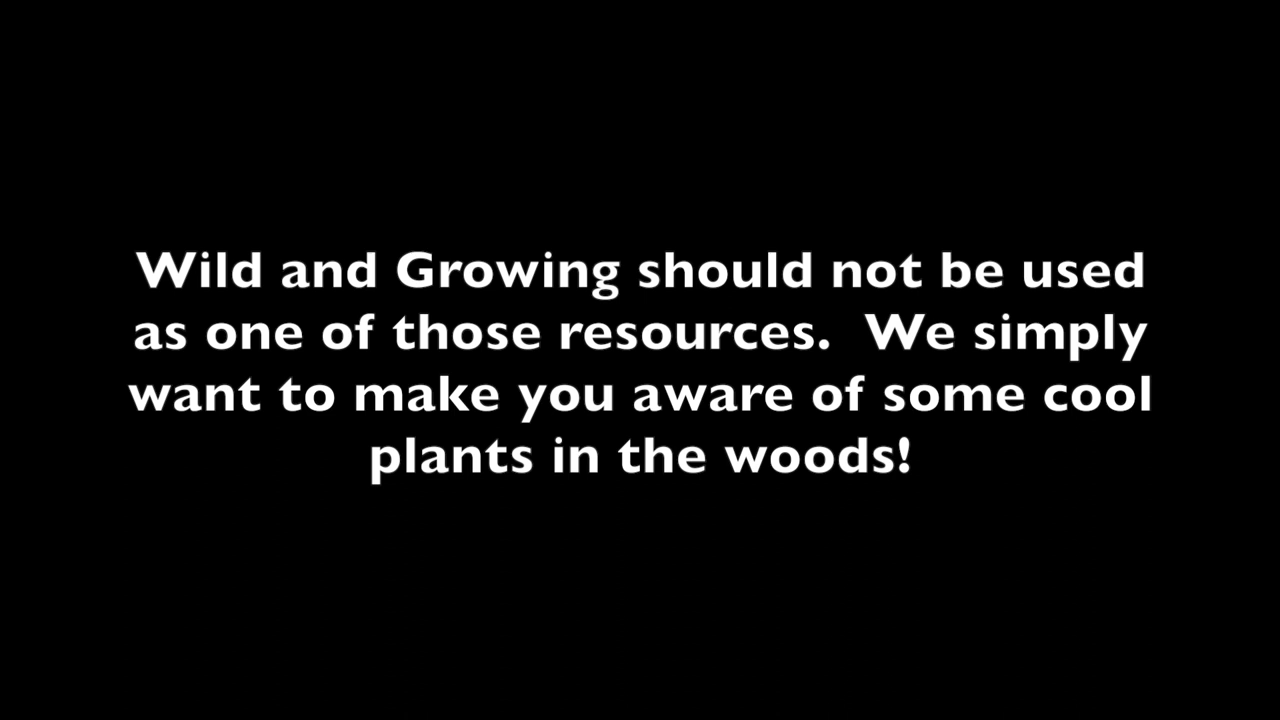 Wild and Growing should not be used
as one of those resources.  We simply
want to make you aware of some cool
plants in the woods!